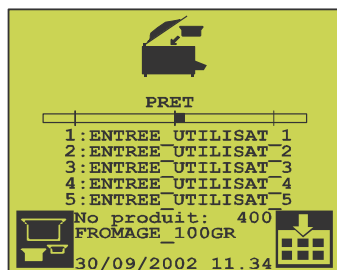 PRET
1:ENTREE_UTILISAT_1
2:ENTREE_UTILISAT_2
3:ENTREE_UTILISAT_3
4:ENTREE_UTILISAT_4
5:ENTREE_UTILISAT_5
No produit: 400
FROMAGE_100GR
30/09/2002 11.34